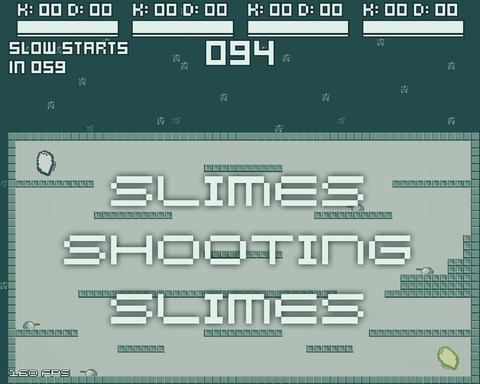 K: 00 D: 00 K: 00 D: 00 K: 00 D: 00 K: 00 D: 00
SLOW STARTS
IN 059
094
SLIMES
SHOOTING
SLIMES
160 FPS